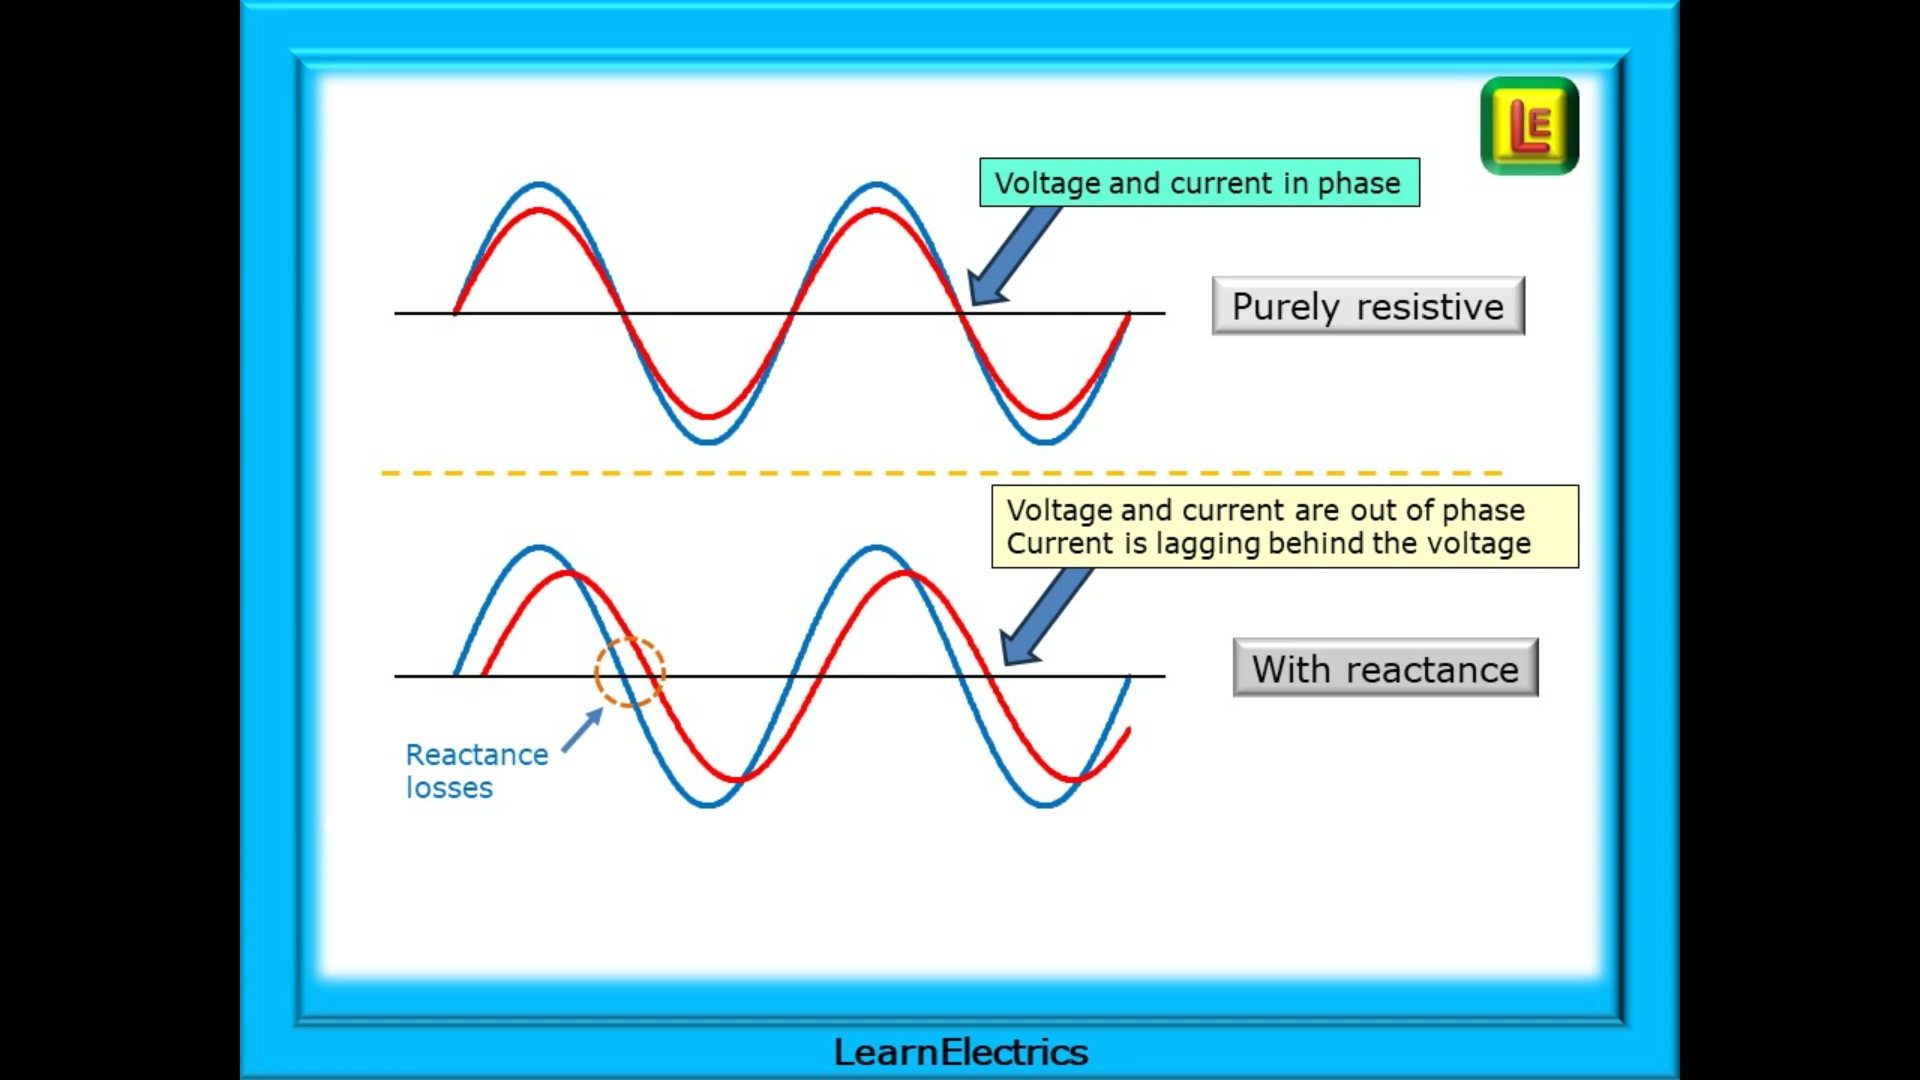 LE
Voltage and current in phase
Purely resistive
Voltage and current are out of phase
Current is lagging behind the voltage
With reactance
Reactance
losses
LearnElectrics